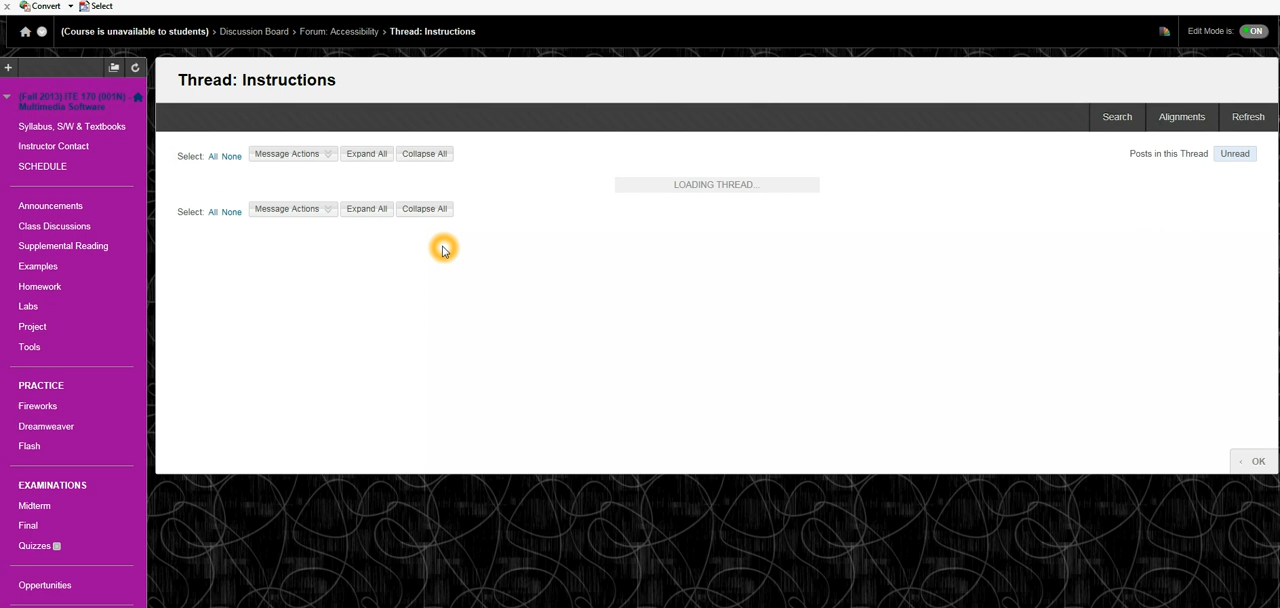 x Convert Select
(Course is unavailable to students) > Discussion Board > Forum: Accessibility > Thread: Instructions
Edit Mode is: ON
+
(Fall 2013) ITE 170 (001N) -
Multimedia Software
Syllabus, S/W & Textbooks
Instructor Contact
SCHEDULE
Announcements
Class Discussions
Supplemental Reading
Examples
Homework
Labs
Project
Tools
PRACTICE
Fireworks
Dreamweaver
Flash
EXAMINATIONS
Midterm
Final
Quizzes
Opportunities
Thread: Instructions
Search Alignments Refresh
Select: All None Message Actions Expand All Collapse All
Posts in this Thread Unread
LOADING THREAD...
Select: All None Message Actions Expand All Collapse All
OK